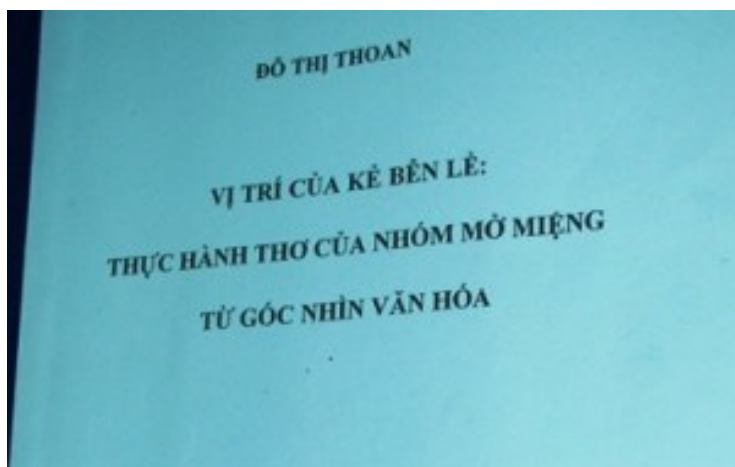 ĐỖ THỊ THOAN
VỊ TRÍ CỦA KẺ BÊN LỀ:
THỰC HÀNH THƠ CỦA NHÓM MỞ MIỆNG
TỪ GÓC NHÌN VĂN HÓA